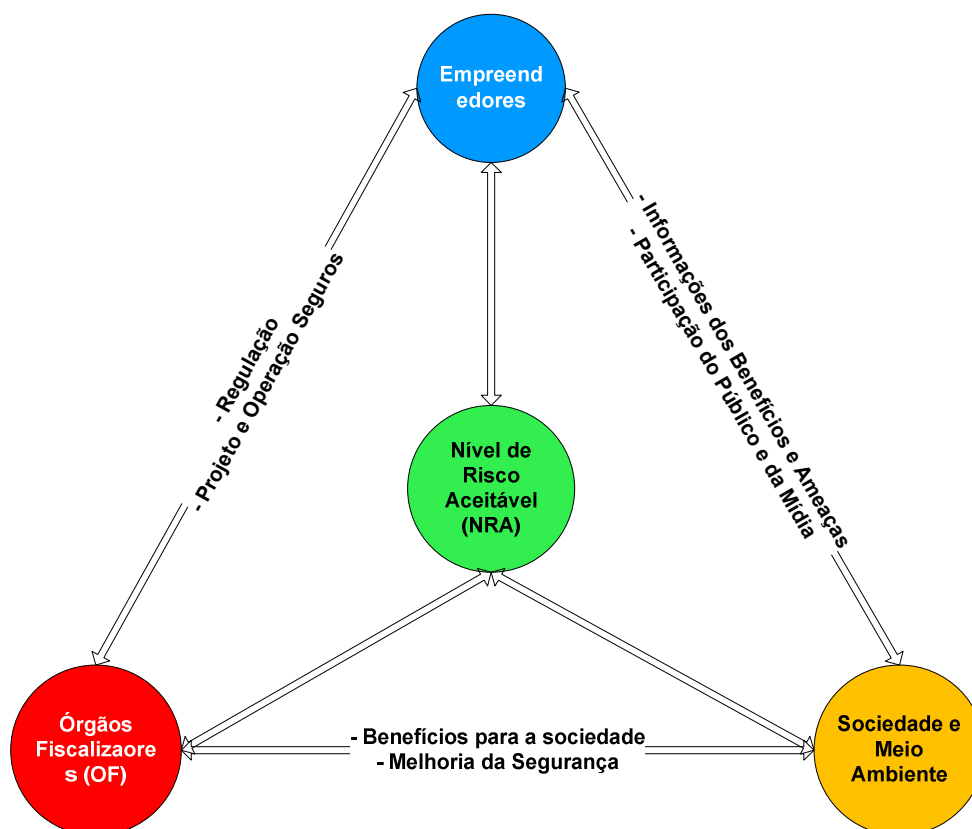 Empreend
edores
- Regulação
- Projeto e Operação Seguros
- Informações dos Benefícios e Ameaças
- Participação do Público e da Mídia
Nível de
Risco
Aceitável
(NRA)
Órgãos
Fiscalizaore
s (OF)
- Benefícios para a sociedade
- Melhoria da Segurança
Sociedade e
Meio
Ambiente